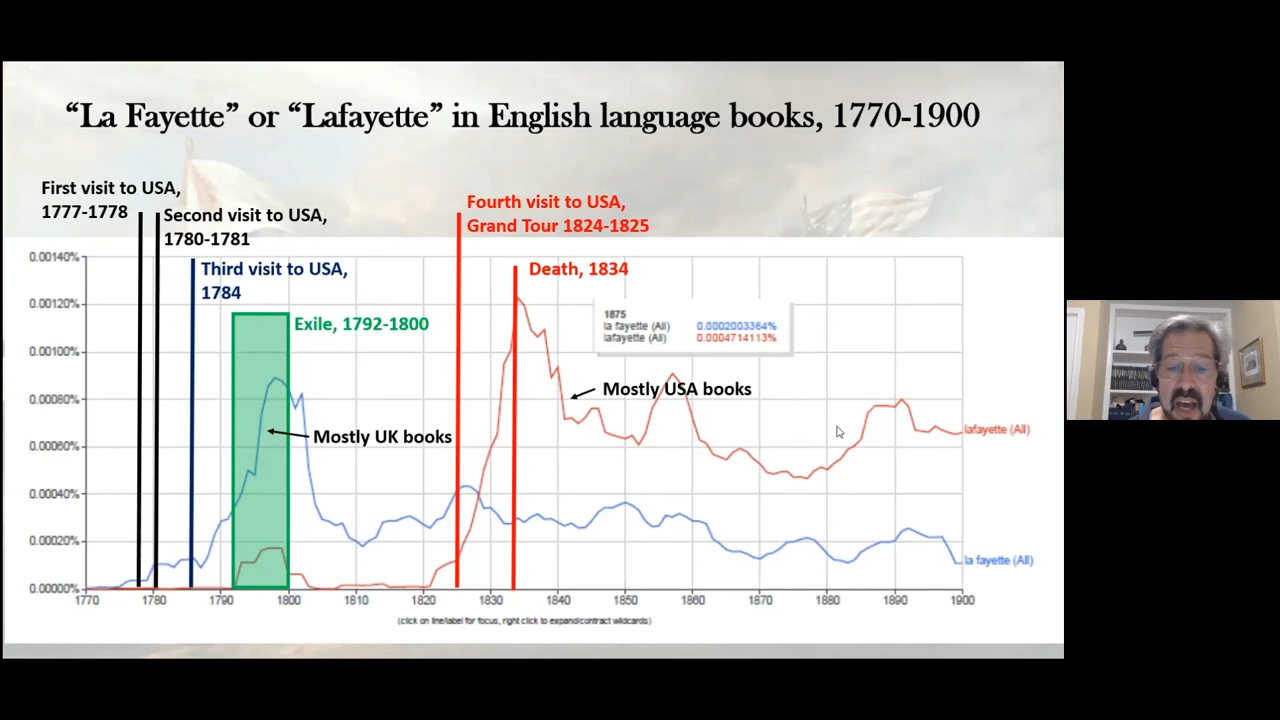 “La Fayette” or “Lafayette” in English language books, 1770-1900
First visit to USA,
1777-1778
Second visit to USA,
1780-1781
Third visit to USA,
1784
Exile, 1792-1800
Fourth visit to USA,
Grand Tour 1824-1825
Death, 1834
1875
la fayette (All) 0.0002003364%
lafayette (All) 0.0004714113%
Mostly USA books
Mostly UK books
0.00140%
0.00120%
0.00100%
0.00080%
0.00060%
0.00040%
0.00020%
0.00000%
lafayette (All)
la fayette (All)
1770 1780 1790 1800 1810 1820 1830 1840 1850 1860 1870 1880 1890 1900
(click on line/label for focus, right click to expand/contract wildcards)